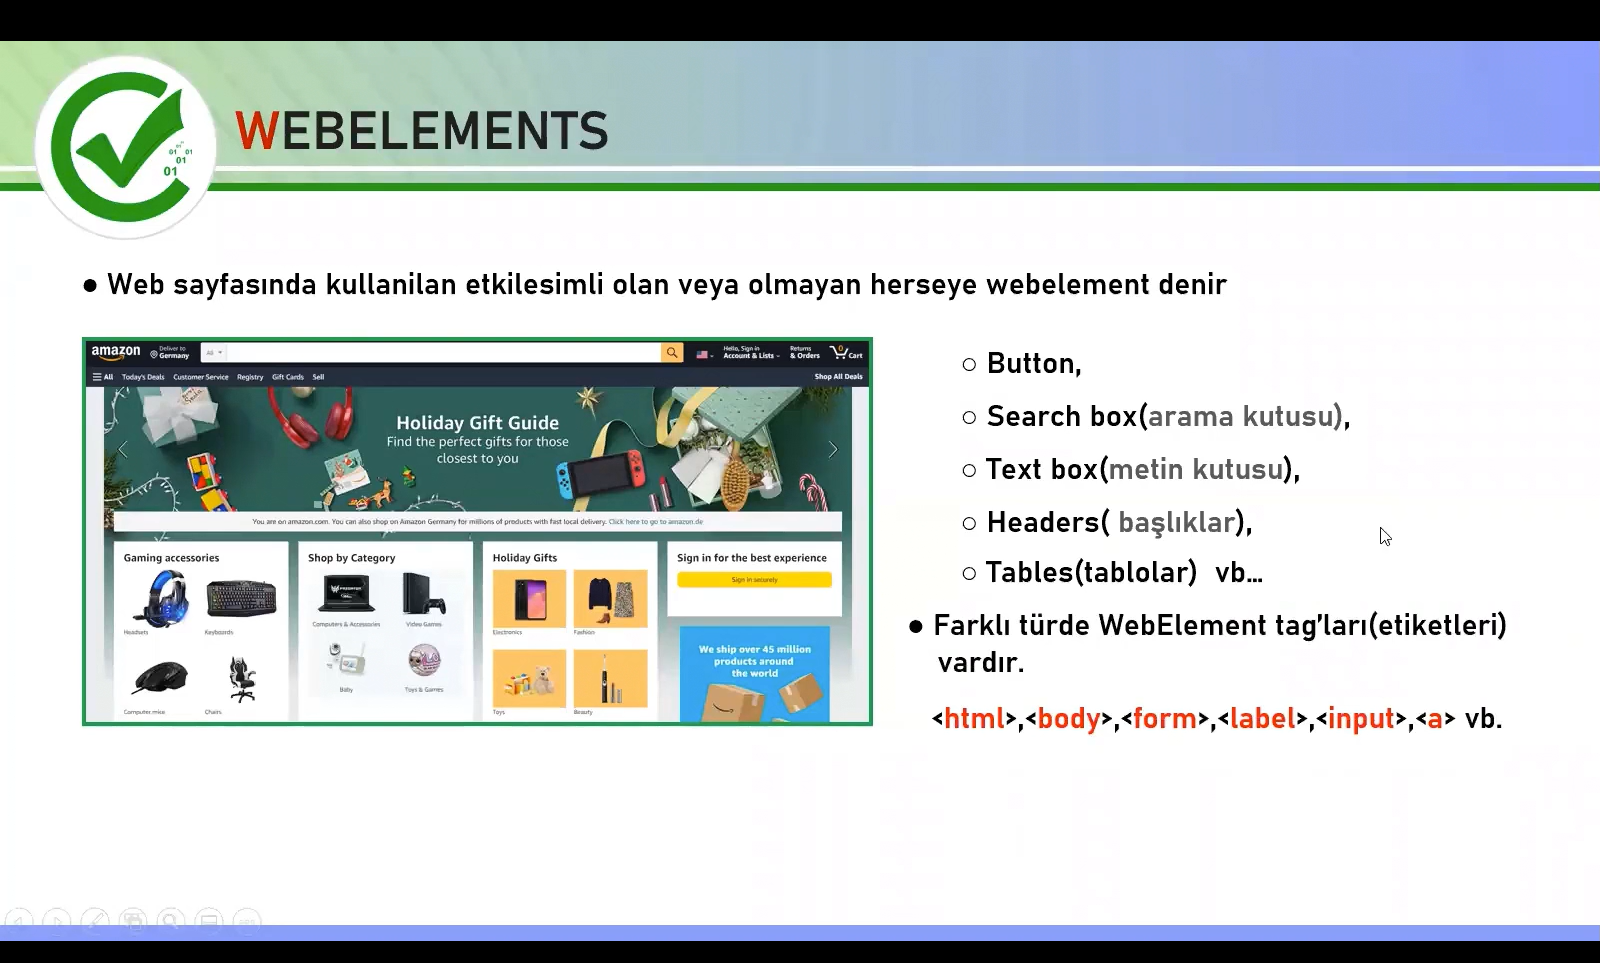 WEBELEMENTS
01 01
01
01
● Web sayfasında kullanilan etkilesimli olan veya olmayan herseye webelement denir
amazon
Deliver to
Germany
All
Hello, Sign in
Account & Lists
Returns
& Orders
0
Cart
All Today's Deals Customer Service Registry Gift Cards Sell
Shop All Deals
Holiday Gift Guide
Find the perfect gifts for those
closest to you
You are on amazon.com. You can also shop on Amazon Germany for millions of products with fast local delivery. Click here to go to amazon.de
Gaming accessories
Headsets
Keyboards
Computer mice
Chairs
Shop by Category
Computers & Accessories
Video Games
Baby
Toys & Games
Holiday Gifts
Electronics
Fashion
Toys
Beauty
Sign in for the best experience
Sign in securely
We ship over 45 million
products around
the world
○ Button,
○ Search box(arama kutusu),
○ Text box(metin kutusu),
○ Headers( başlıklar),
○ Tables(tablolar) vb...
● Farklı türde WebElement tag’ları(etiketleri)
vardır.
<html>,<body>,<form>,<label>,<input>,<a> vb.